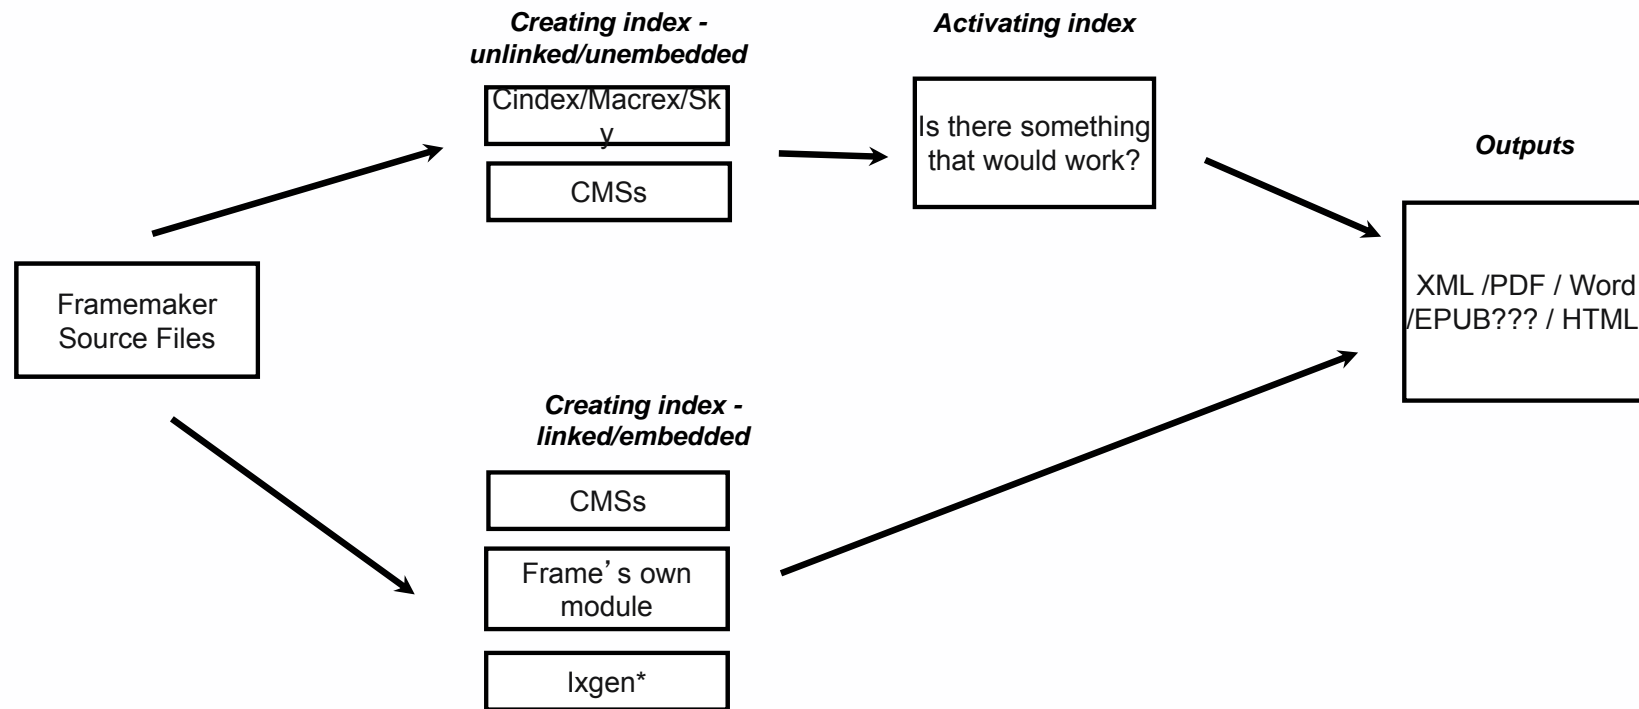 Creating index -
unlinked/unembedded
Activating index
Cindex/Macrex/Sk
y
CMSs
Is there something
that would work?
Outputs
Framemaker
Source Files
XML /PDF / Word
/EPUB??? / HTML
Creating index -
linked/embedded
CMSs
Frame’s own
module
Ixgen*